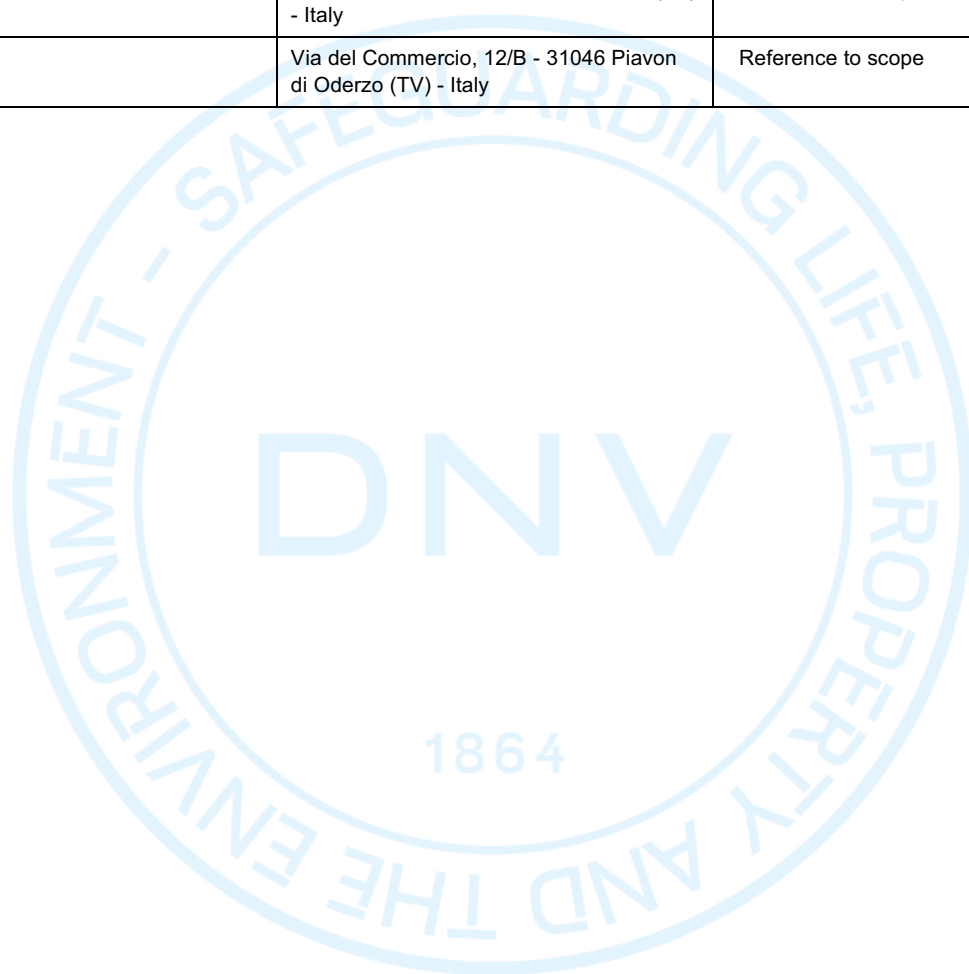 - Italy
Via del Commercio, 12/B - 31046 Piavon
di Oderzo (TV) - Italy
Reference to scope
SAFEGUARDING LIFE, PROPERTY AND THE ENVIRONMENT -
DNV
1864